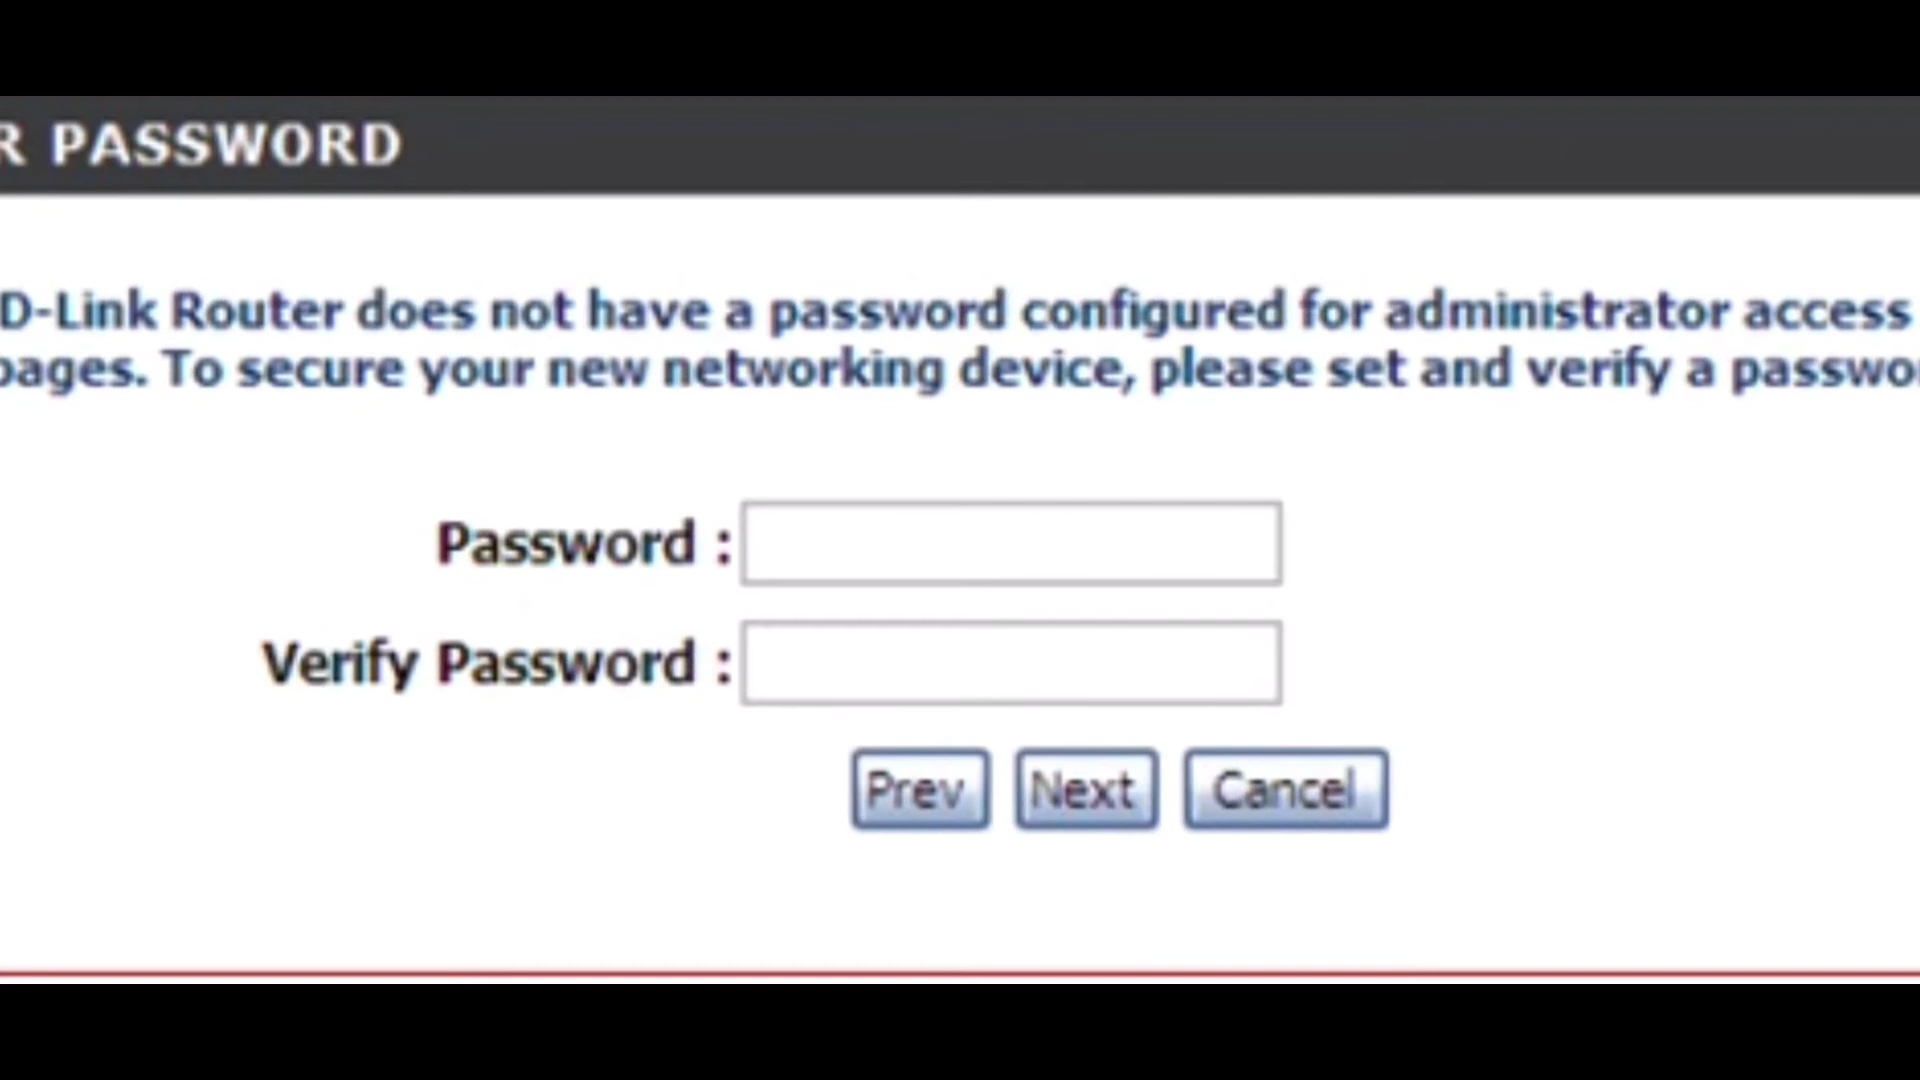 R PASSWORD
D-Link Router does not have a password configured for administrator access
pages. To secure your new networking device, please set and verify a passwo
Password :
Verify Password :
Prev Next Cancel